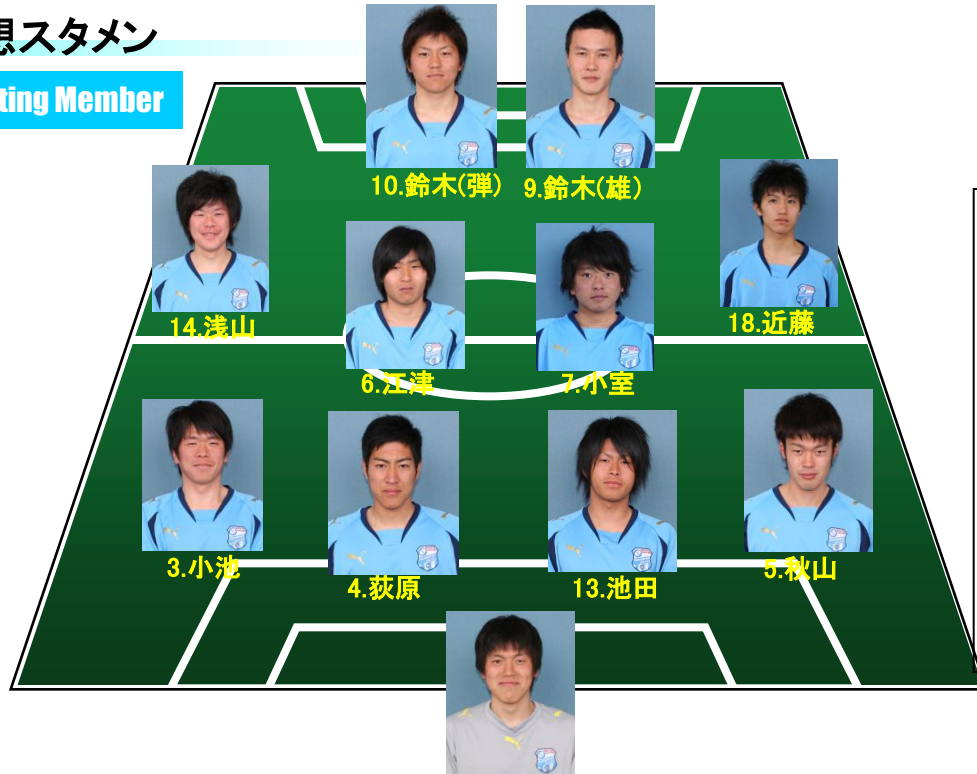 想スタメン
ting Member
10.鈴木(弾)
9.鈴木(雄)
14.浅山
18.近藤
6.江津
7.小室
3.小池
4.荻原
13.池田
5.秋山